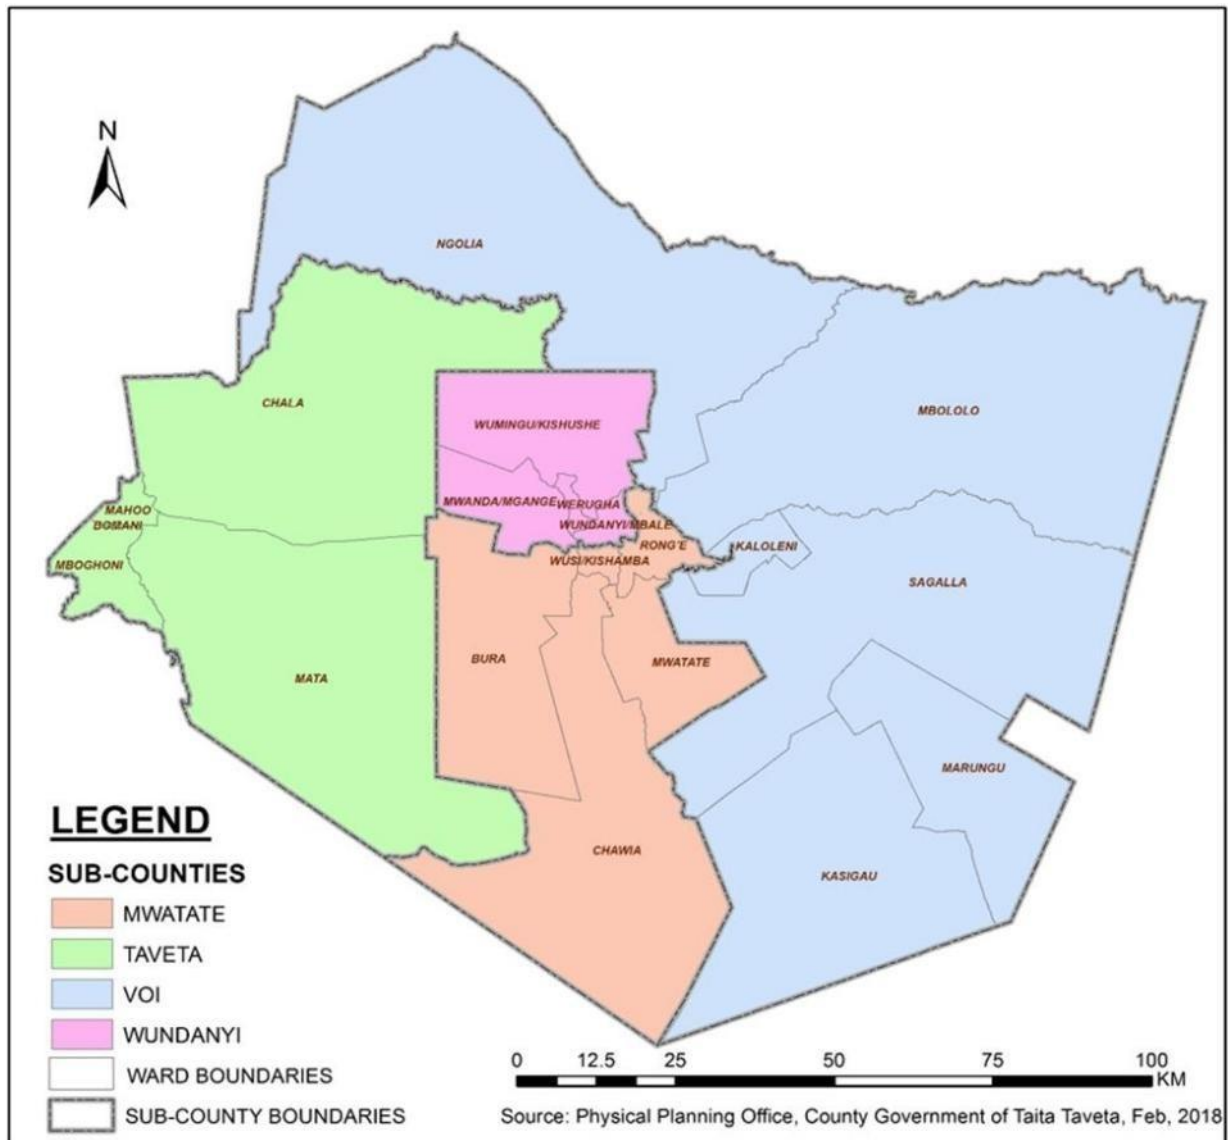 N
NGOLIA
CHALA
MBOLOLO
WUMINGU/KISHUSHE
MWANDA/MGANGE
WERUGHA
MAHOO
BOMANI
WUNDANYI/MBALE
RONG'E
KALOLENI
MBOGHONI
WUSI/KISHAMBA
SAGALLA
BURA
MWATATE
MATA
MARUNGU
CHAWIA
KASIGAU
LEGEND
SUB-COUNTIES
MWATATE
TAVETA
VOI
WUNDANYI
WARD BOUNDARIES
SUB-COUNTY BOUNDARIES
0 12.5 25 50 75 100
KM
Source: Physical Planning Office, County Government of Taita Taveta, Feb, 2018